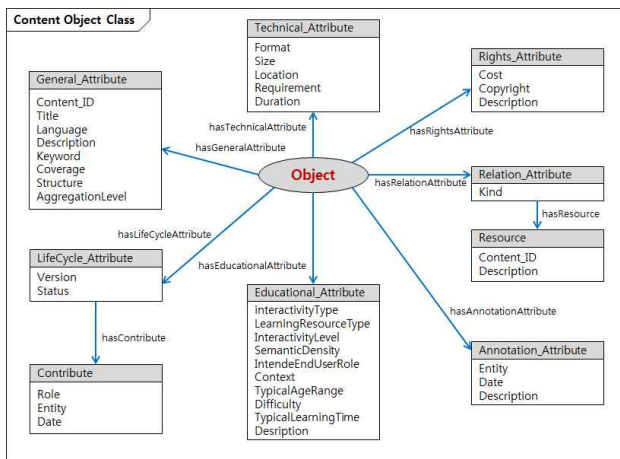 Content Object Class
Technical_Attribute
Format
Size
Location
Requirement
Duration
Rights_Attribute
Cost
Copyright
Description
General_Attribute
Content_ID
Title
Language
Description
Keyword
Coverage
Structure
AggregationLevel
hasTechnicalAttribute
hasGeneralAttribute
hasRightsAttribute
Object
hasRelationAttribute
Relation_Attribute
Kind
hasResource
Resource
Content_ID
Description
hasLifeCycleAttribute
hasEducationalAttribute
LifeCycle_Attribute
Version
Status
hasContribute
Contribute
Role
Entity
Date
Educational_Attribute
interactivityType
LearningResourceType
InteractivityLevel
SemanticDensity
IntendeEndUserRole
Context
TypicalAgeRange
Difficulty
TypicalLearningTime
Desription
hasAnnotationAttribute
Annotation_Attribute
Entity
Date
Description